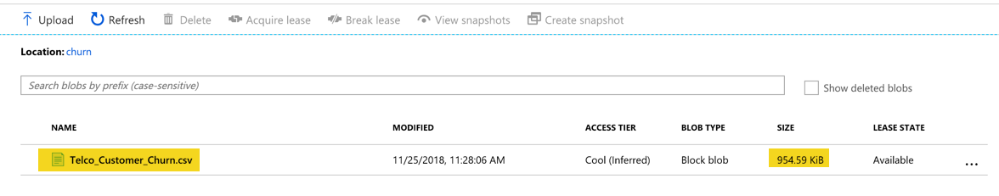 Upload Refresh Delete Acquire lease Break lease View snapshots Create snapshot
Location: churn
Search blobs by prefix (case-sensitive) Show deleted blobs
NAME MODIFIED ACCESS TIER BLOB TYPE SIZE LEASE STATE
Telco_Customer_Churn.csv 11/25/2018, 11:28:06 AM Cool (Inferred) Block blob 954.59 KiB Available ...